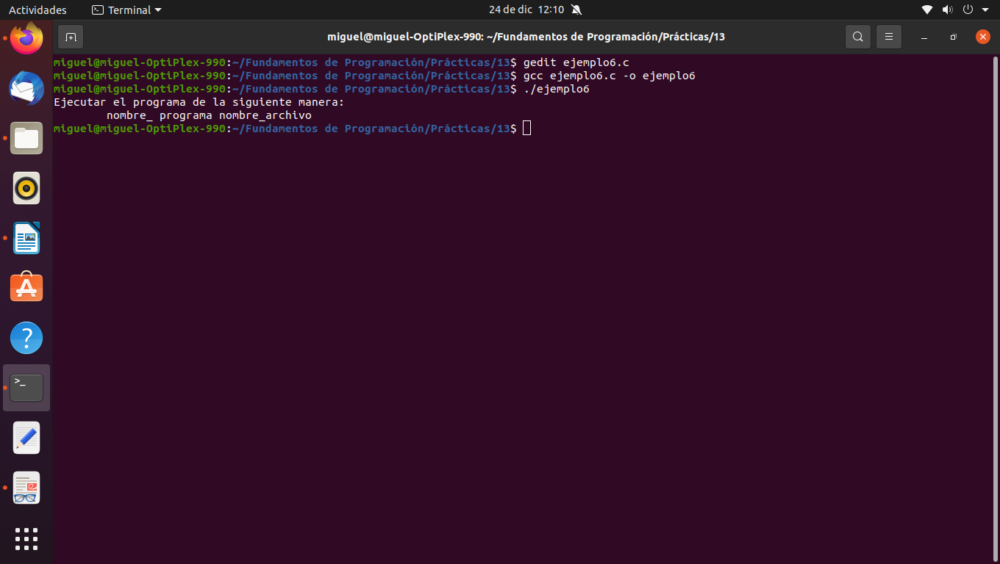 Actividades
Terminal
24 de dic 12:10
miguel@miguel-OptiPlex-990: ~/Fundamentos de Programación/Prácticas/13
miguel@miguel-OptiPlex-990:~/Fundamentos de Programación/Prácticas/13$ gedit ejemplo6.c
miguel@miguel-OptiPlex-990:~/Fundamentos de Programación/Prácticas/13$ gcc ejemplo6.c -o ejemplo6
miguel@miguel-OptiPlex-990:~/Fundamentos de Programación/Prácticas/13$ ./ejemplo6
Ejecutar el programa de la siguiente manera:
nombre_ programa nombre_archivo
miguel@miguel-OptiPlex-990:~/Fundamentos de Programación/Prácticas/13$